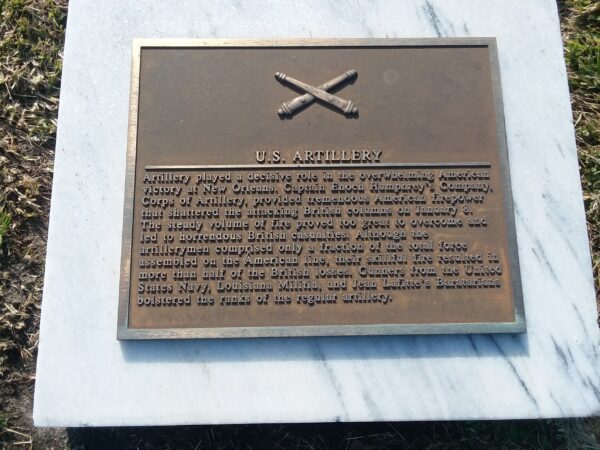 U.S. ARTILLERY
Artillery played a decisive role in the overwhelming American
victory at New Orleans. Captain Enoch Humphrey's Company,
Corps of Artillery, provided tremendous American firepower
that shattered the attacking British columns on January 8.
The steady volume of fire proved too great to overcome and
led to horrendous British casualties. Although the
artillerymen comprised only a fraction of the total force
assembled on the American line, their skillful fire resulted in
more than half of the British losses. Gunners from the United
States Navy, Louisiana Militia, and Jean Lafitte's Baratarians
bolstered the ranks of the regular artillery.